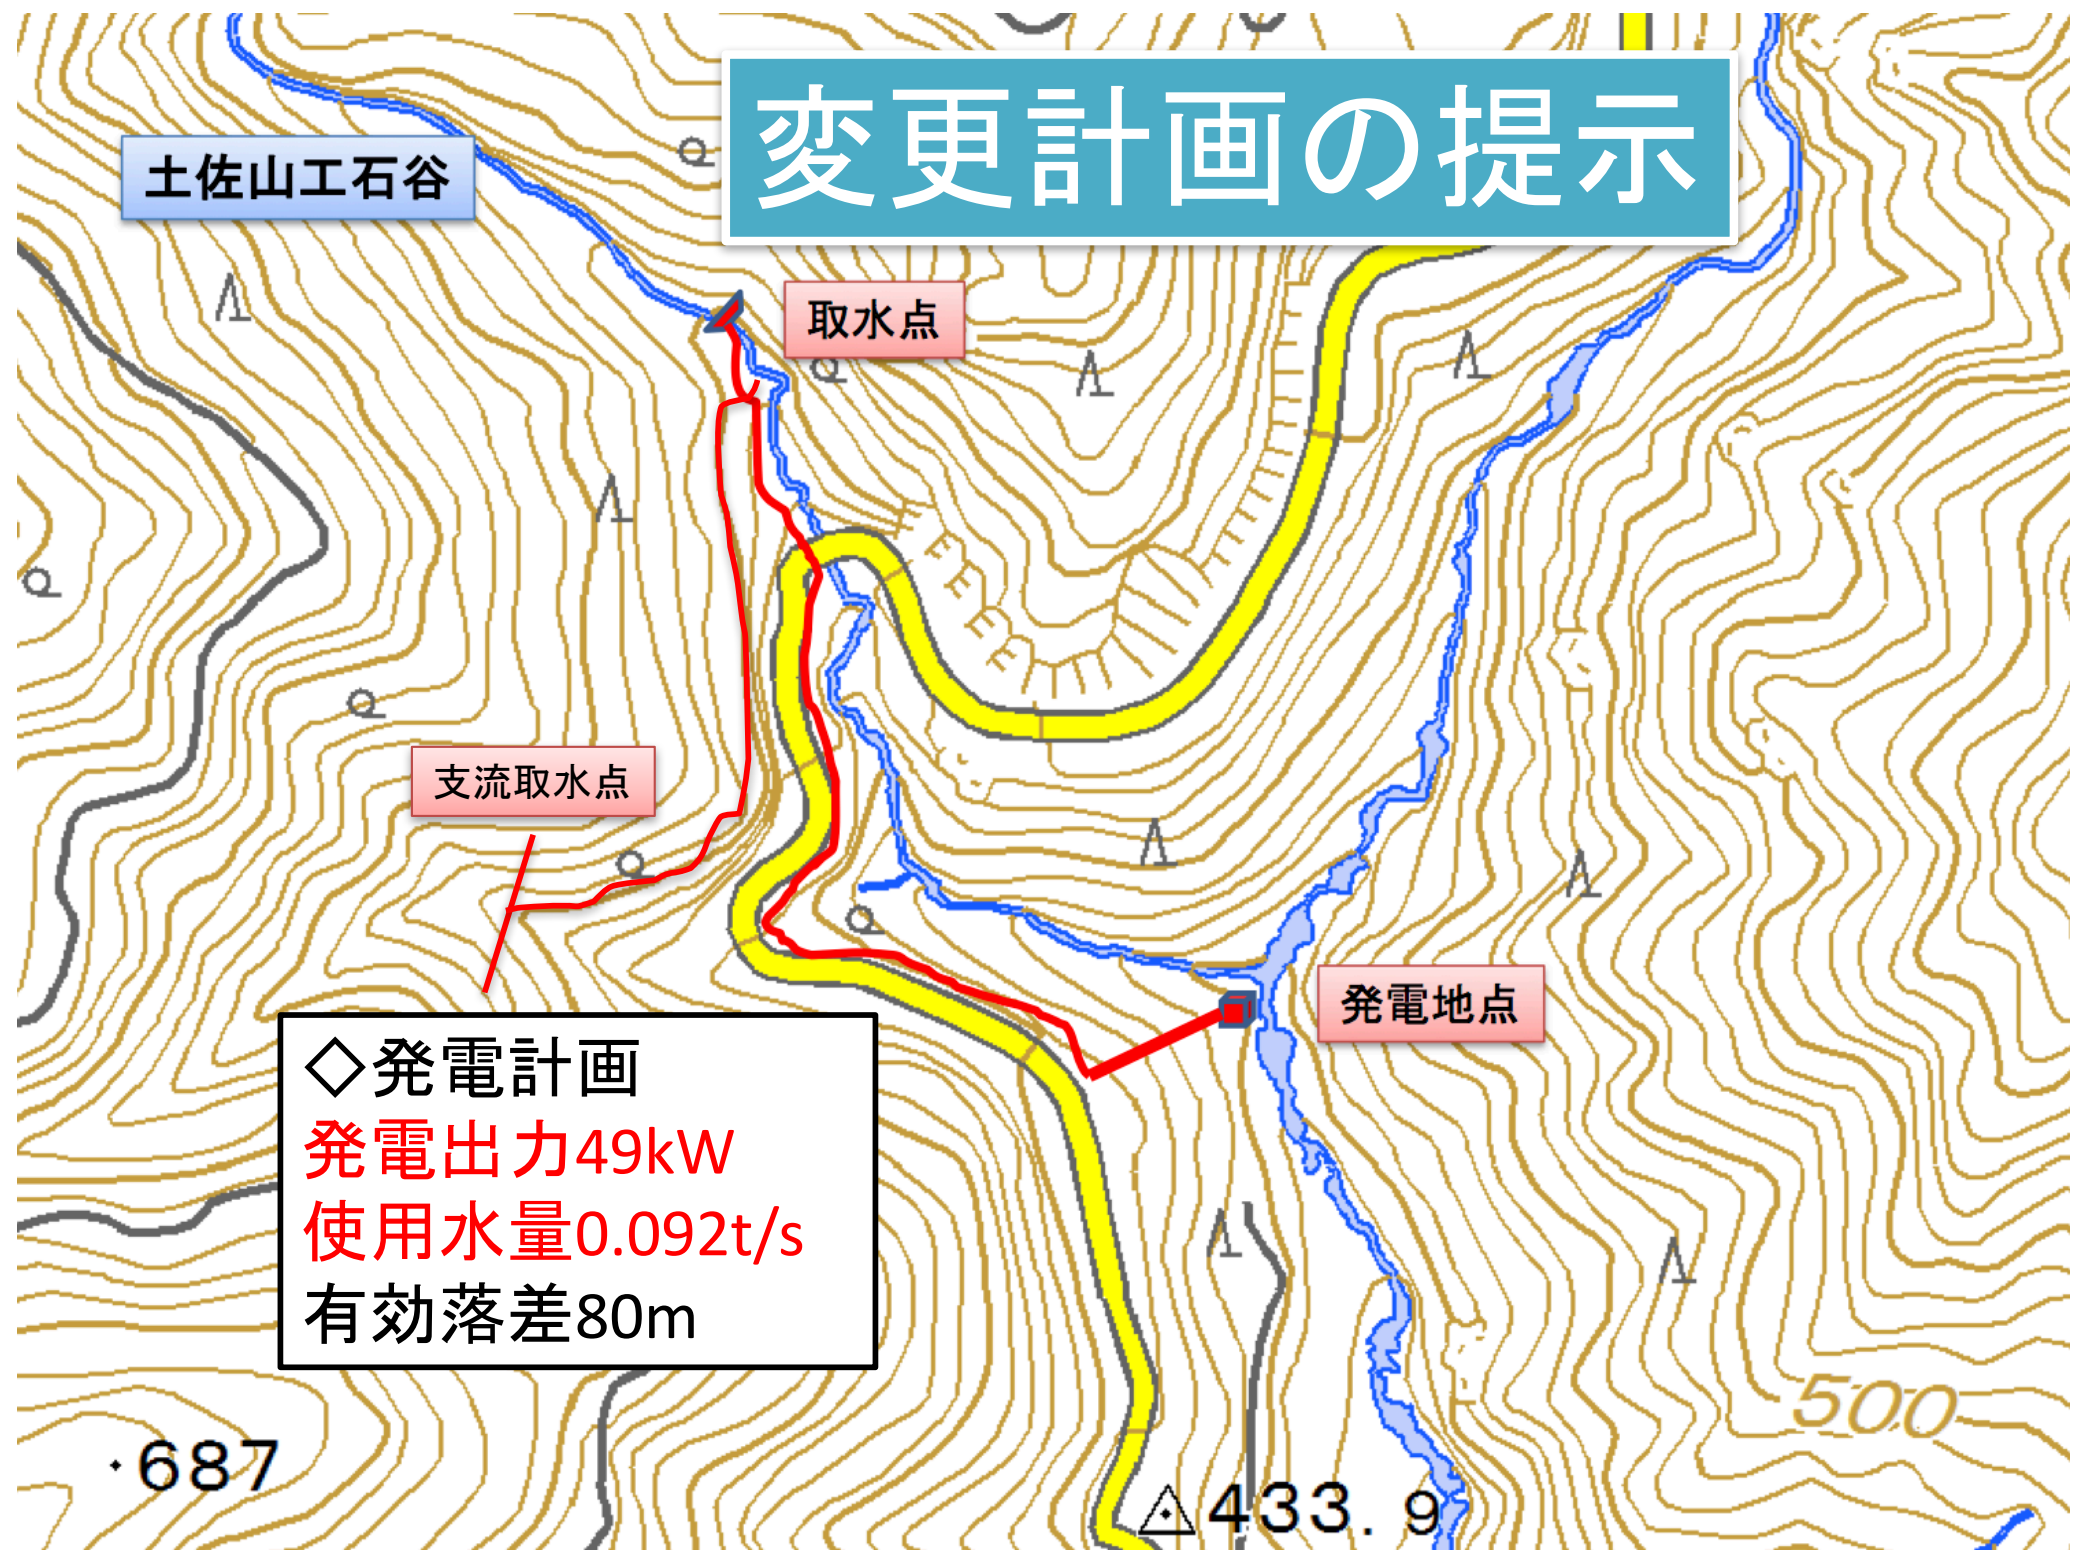 変更計画の提示
土佐山工石谷
取水点
支流取水点
発電地点
◇発電計画
発電出力49kW
使用水量0.092t/s
有効落差80m
500
687
433.9